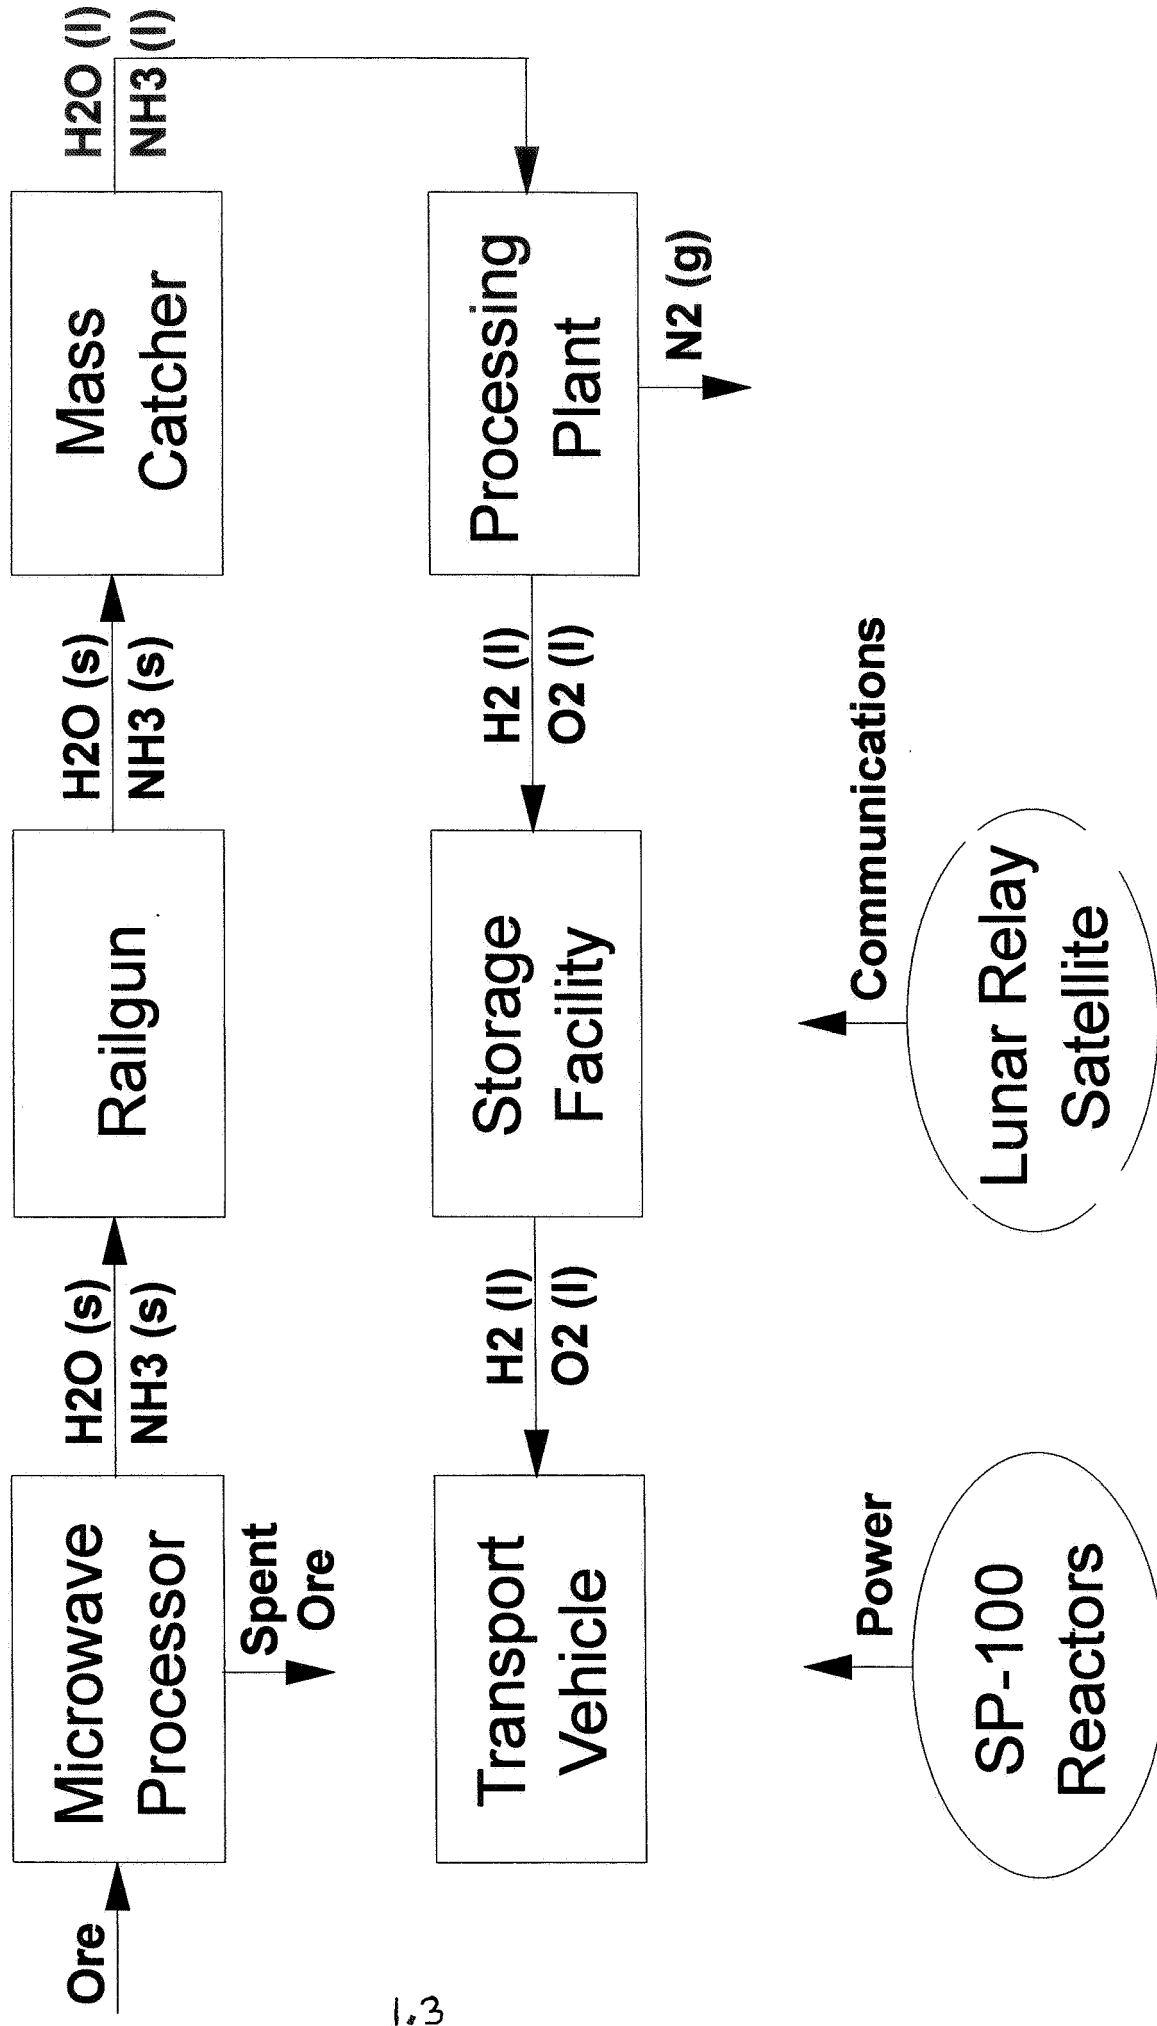 Ore
Microwave
Processor
Spent
Ore
H2O (s)
NH3 (s)
Railgun
H2O (s)
NH3 (s)
Mass
Catcher
H2O (l)
NH3 (l)
Transport
Vehicle
H2 (l)
O2 (l)
Storage
Facility
H2 (l)
O2 (l)
Processing
Plant
N2 (g)
Power
SP-100
Reactors
Communications
Lunar Relay
Satellite
1.3